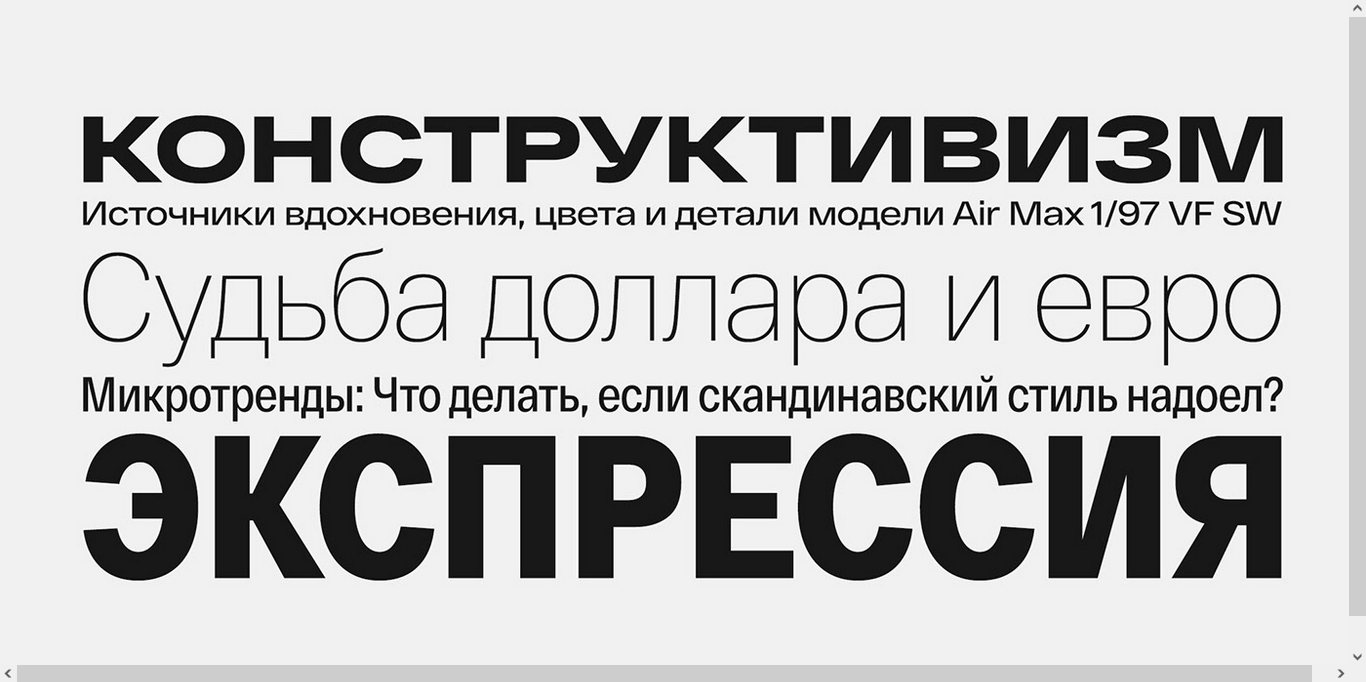 КОНСТРУКТИВИЗМ
Источники вдохновения, цвета и детали модели Air Max 1/97 VF SW
Судьба доллара и евро
Микротренды: Что делать, если скандинавский стиль надоел?
ЭКСПРЕССИЯ